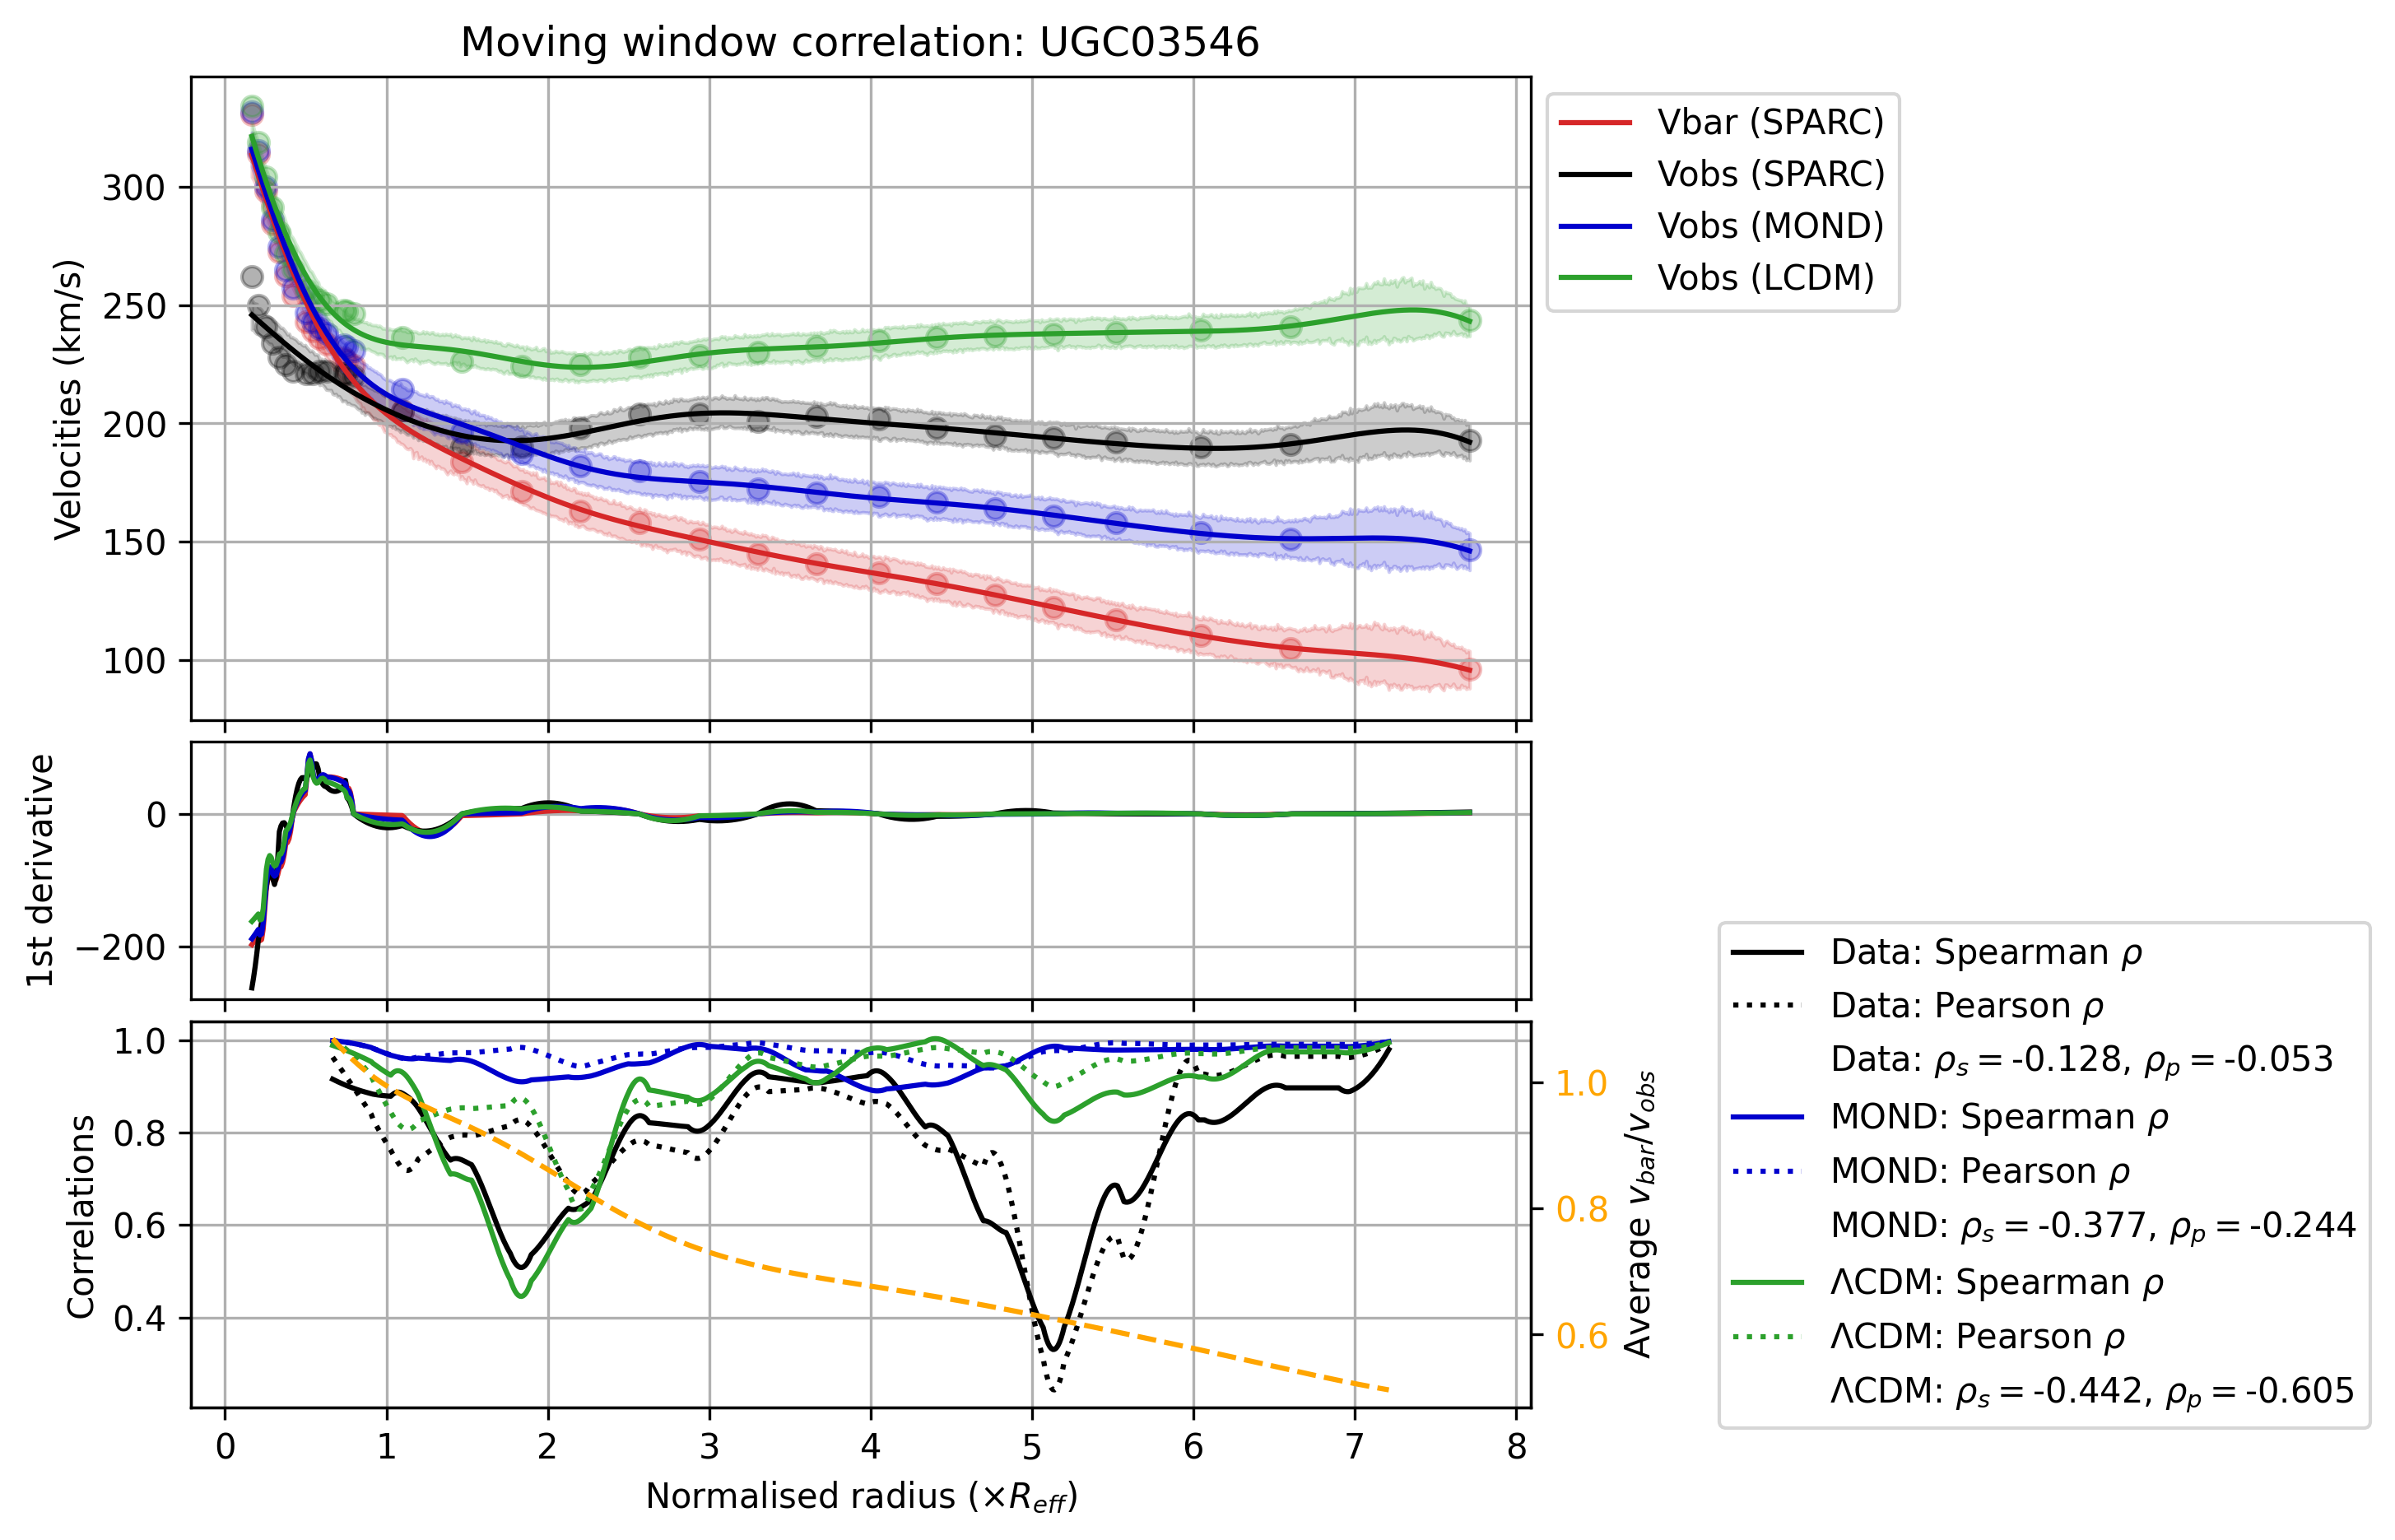 Moving window correlation: UGC03546
Velocities (km/s)
300
250
200
150
100
Vbar (SPARC)
Vobs (SPARC)
Vobs (MOND)
Vobs (LCDM)
1st derivative
0
−200
Correlations
1.0
0.8
0.6
0.4
1.0
0.8
0.6
Average v_bar/v_obs
0 1 2 3 4 5 6 7 8
Normalised radius (×R_eff)
Data: Spearman ρ
Data: Pearson ρ
Data: ρ_s = -0.128, ρ_p = -0.053
MOND: Spearman ρ
MOND: Pearson ρ
MOND: ρ_s = -0.377, ρ_p = -0.244
ΛCDM: Spearman ρ
ΛCDM: Pearson ρ
ΛCDM: ρ_s = -0.442, ρ_p = -0.605